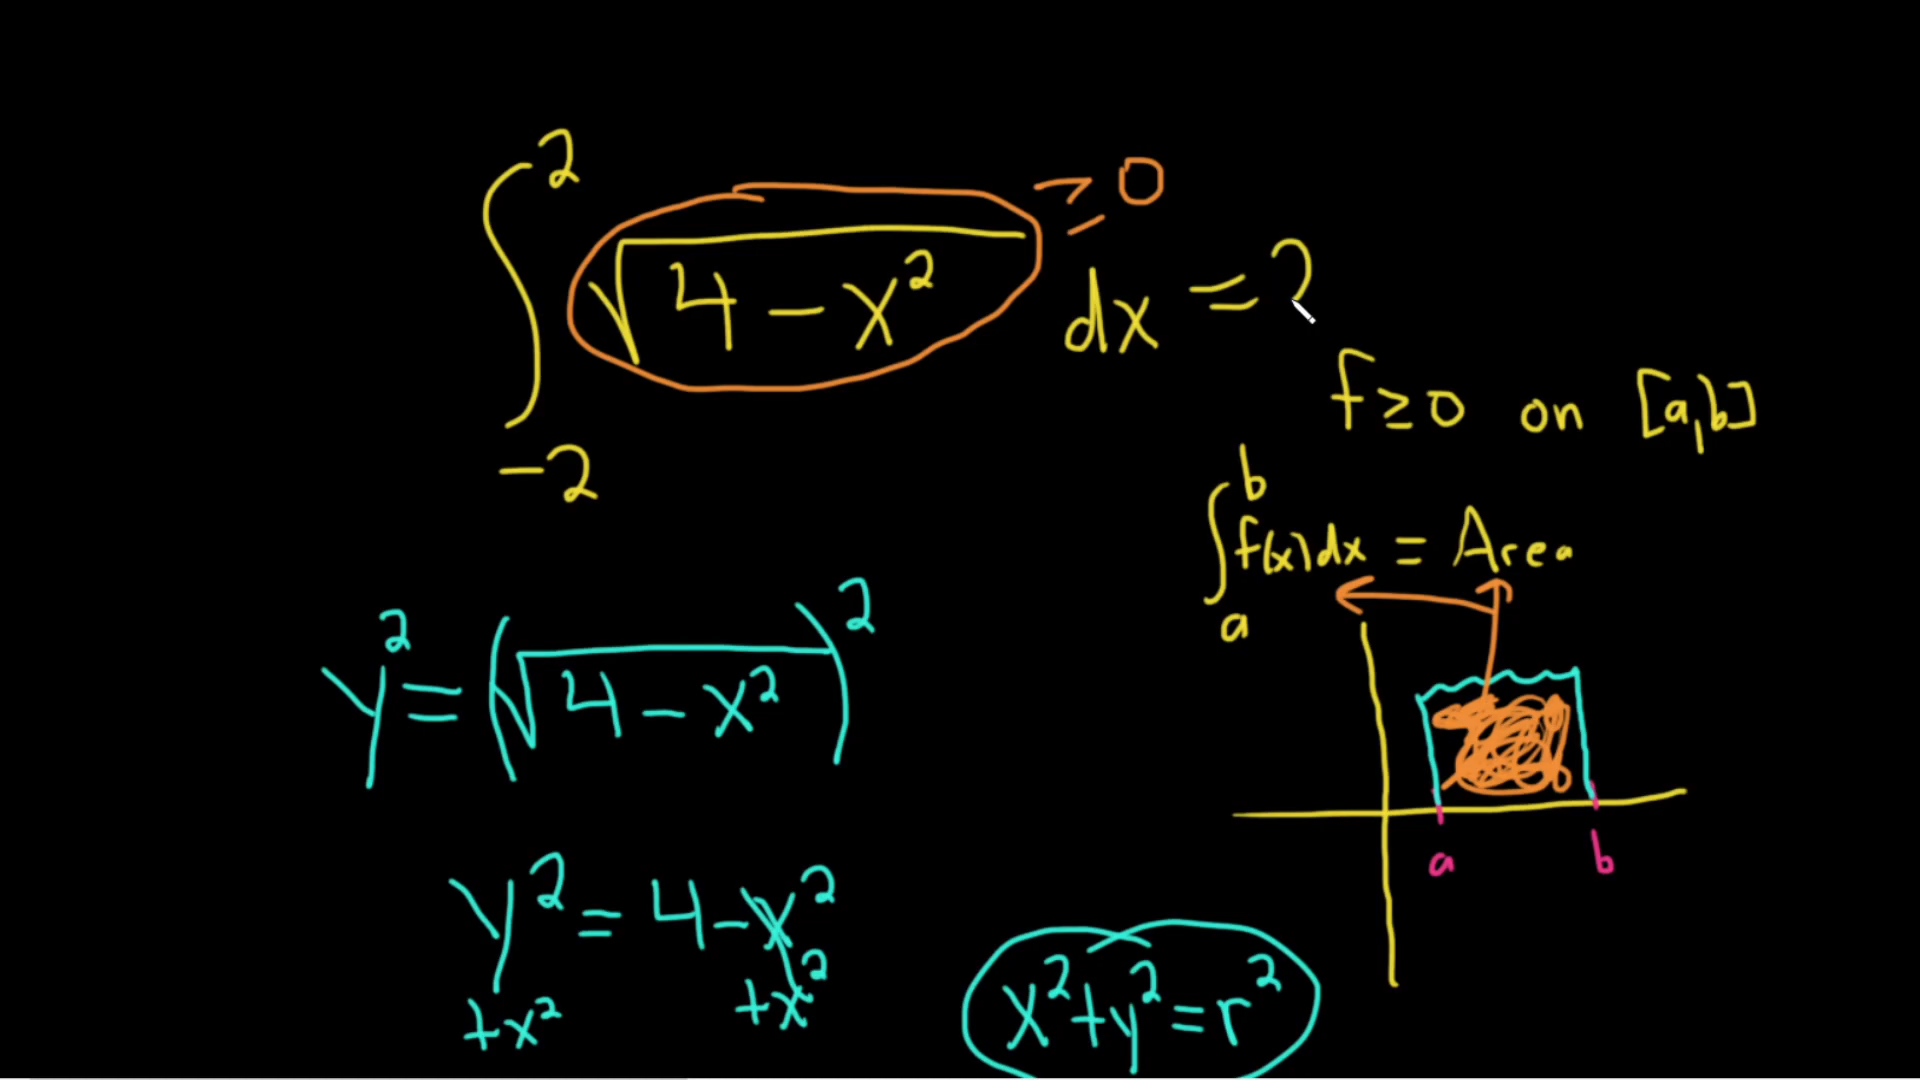 ∫_{-2}^{2} √(4 - x²) dx = ?
≥ 0
f ≥ 0 on [a,b]
∫_{a}^{b} f(x) dx = Area
y² = (√(4 - x²))²
a b
y² = 4 - x²
+x² +x²
x² + y² = r²